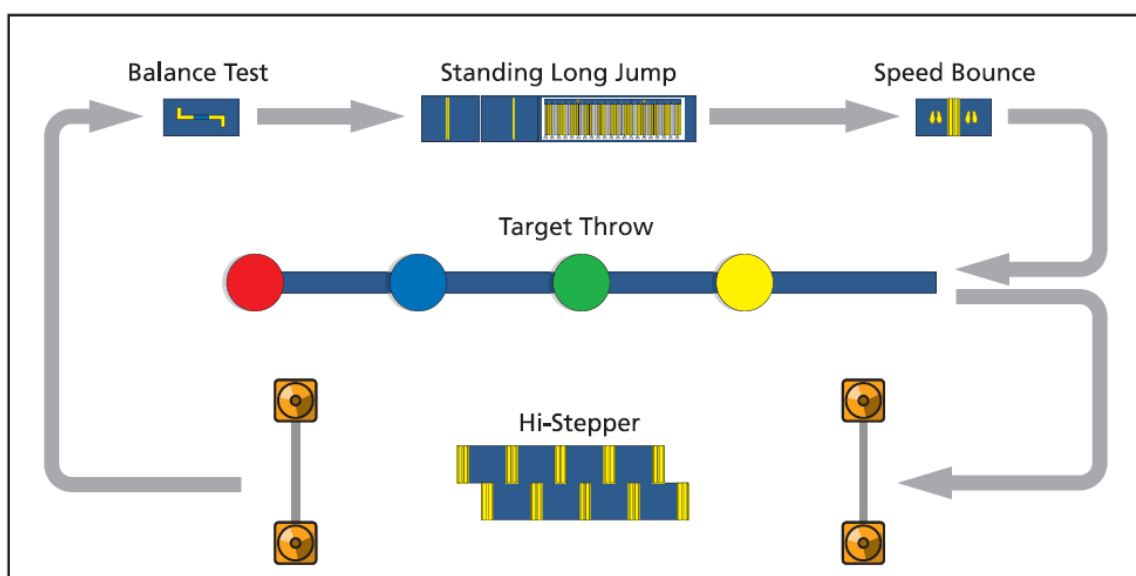 Balance Test
Standing Long Jump
Speed Bounce
Target Throw
Hi-Stepper